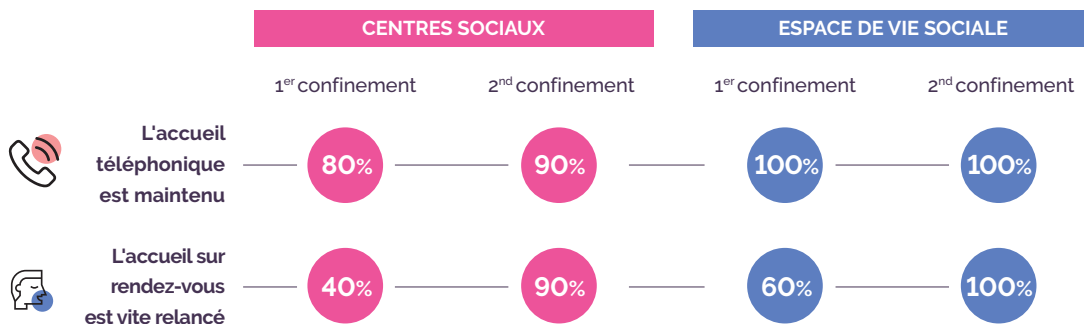 CENTRES SOCIAUX
ESPACE DE VIE SOCIALE
1er confinement
2nd confinement
1er confinement
2nd confinement
L'accueil
téléphonique
est maintenu
80%
90%
100%
100%
L'accueil sur
rendez-vous
est vite relancé
40%
90%
60%
100%